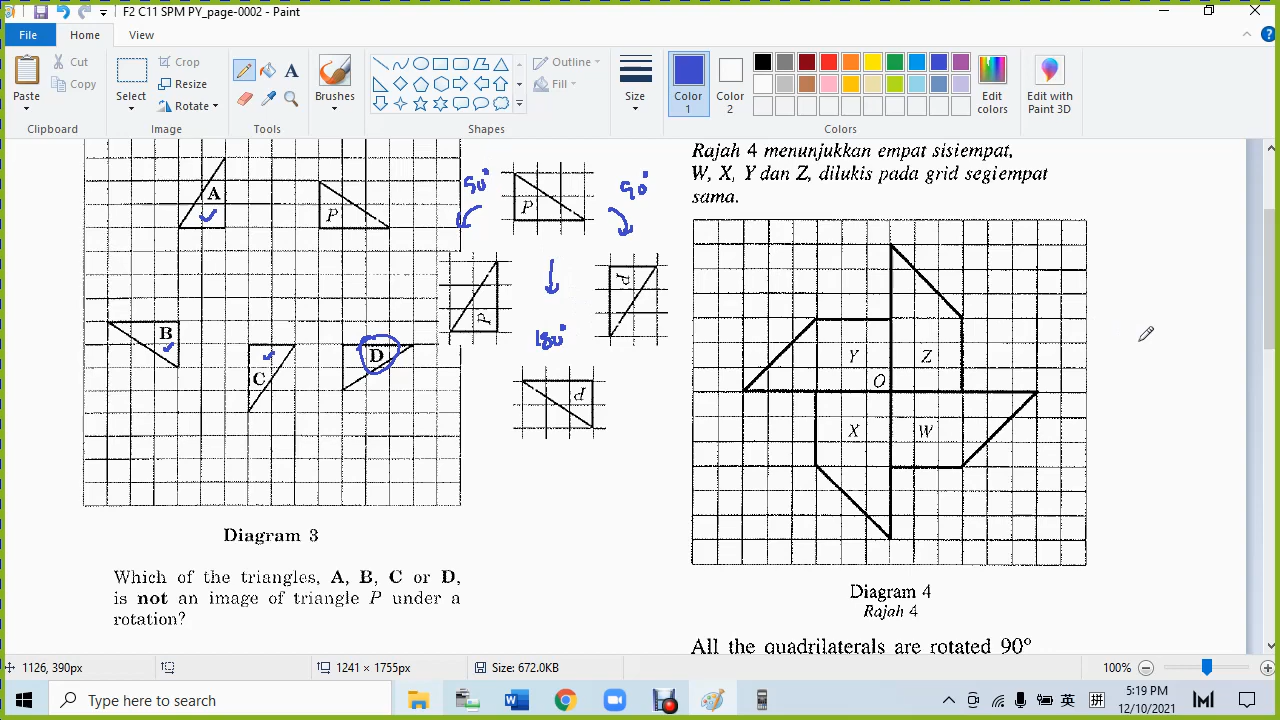 F2 C11 SPM PY_page-0002 - Paint
File
Home
View
Paste
Cut
Copy
Clipboard
Select
Crop
Resize
Rotate
Image
A
Tools
Brushes
Shapes
Outline
Fill
Size
Color 1
Color 2
Colors
Edit colors
Edit with Paint 3D
A
P
B
C
D
90°
90°
P
P
P
180°
P
Diagram 3
Which of the triangles, A, B, C or D,
is not an image of triangle P under a
rotation?
Rajah 4 menunjukkan empat sisiempat,
W, X, Y dan Z, dilukis pada grid segiempat
sama.
Y
Z
O
X
W
Diagram 4
Rajah 4
All the quadrilaterals are rotated 90°
1126, 390px
1241 × 1755px
Size: 672.0KB
100%
Type here to search
英
拼
5:19 PM
12/10/2021